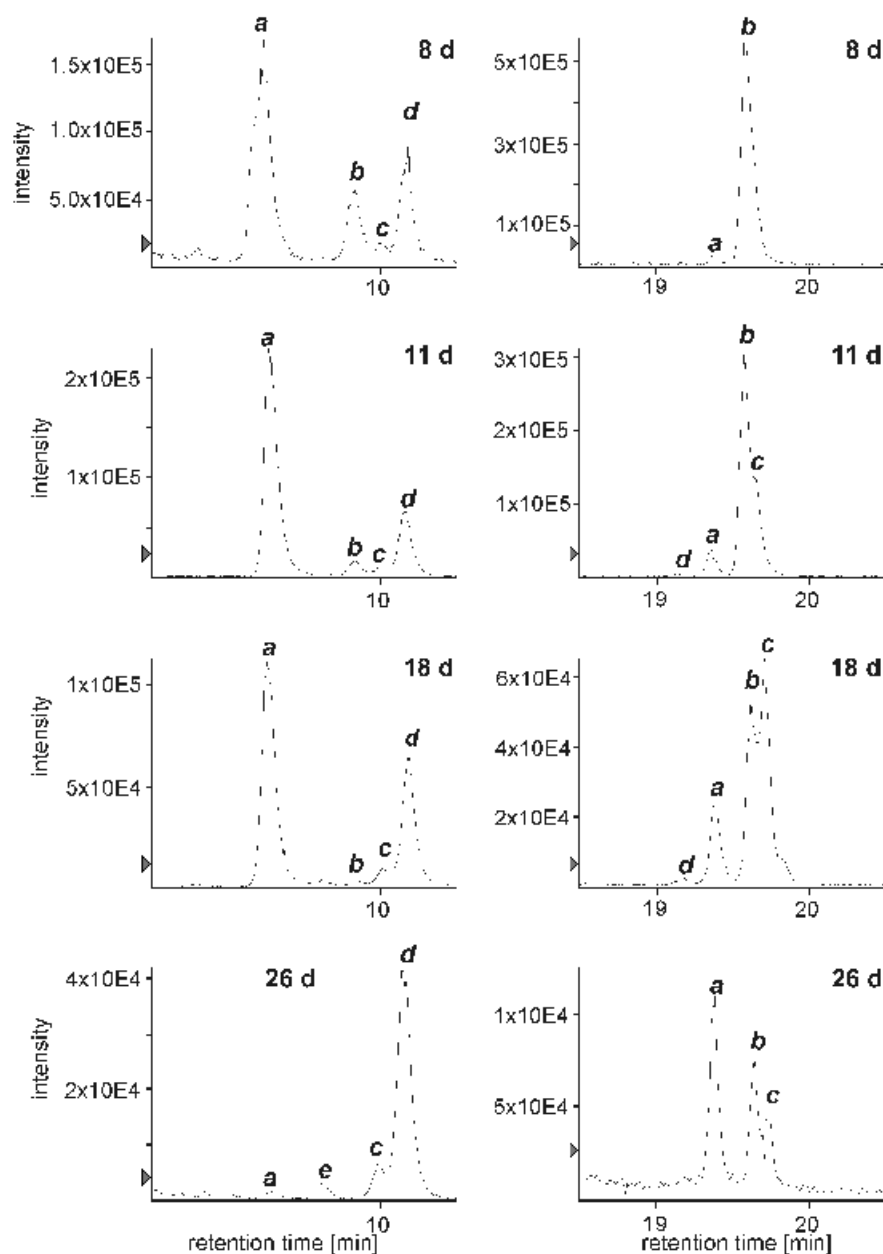 a
8 d
1.5x10E5
d
1.0x10E5
b
5.0x10E4
c
intensity
10
b
8 d
5x10E5
3x10E5
1x10E5
a
19 20
a
11 d
2x10E5
1x10E5
d
b c
intensity
10
b
11 d
3x10E5
2x10E5
c
1x10E5
a
d
19 20
a
18 d
1x10E5
d
5x10E4
c
b
intensity
10
c
18 d
6x10E4
b
4x10E4
a
2x10E4
d
19 20
d
26 d
4x10E4
2x10E4
c
e
a
intensity
10
retention time [min]
26 d
a
1x10E4
b
c
5x10E4
19 20
retention time [min]